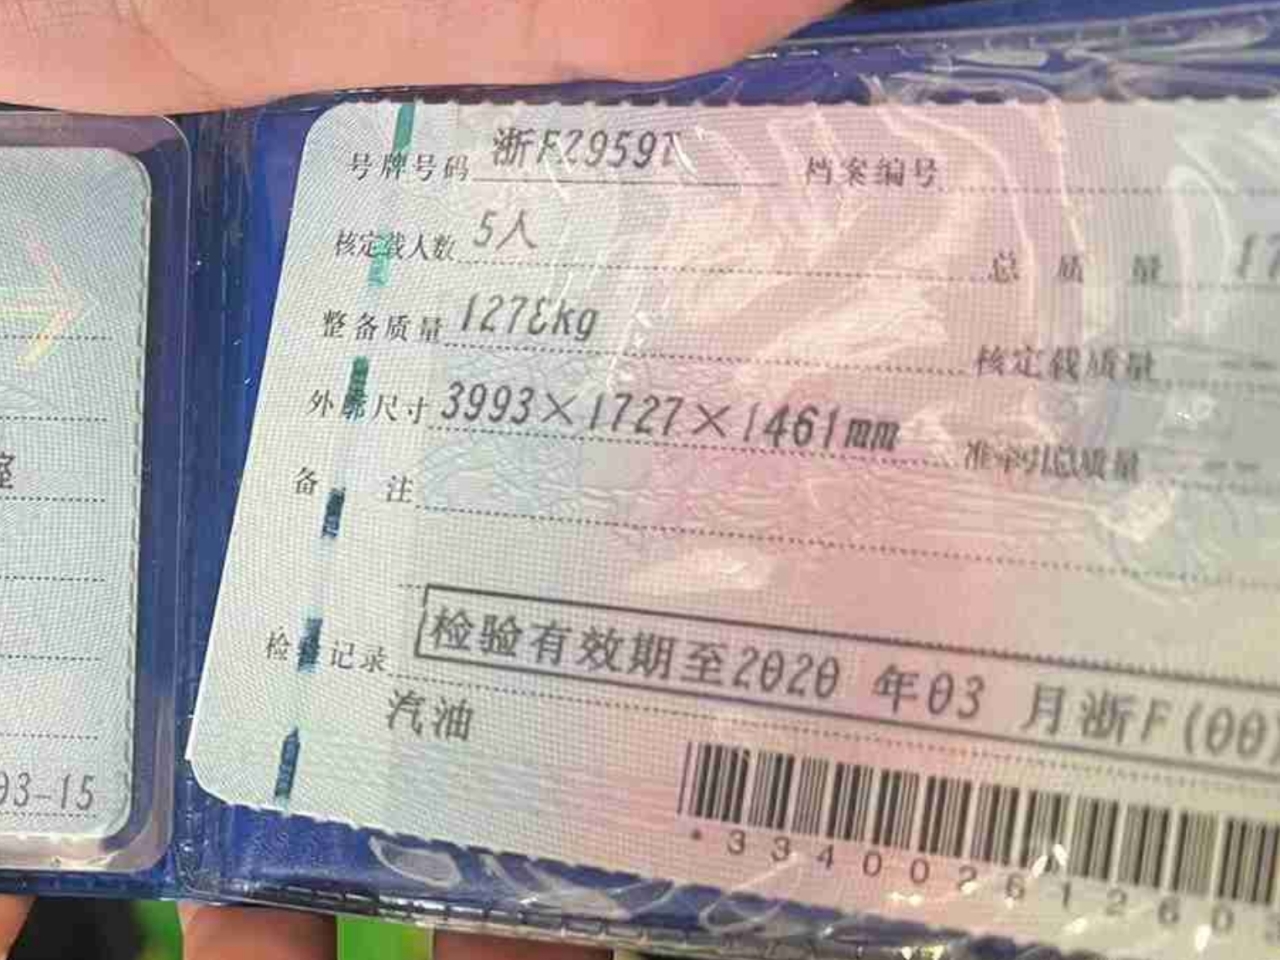 号牌号码 浙FZ959T 档案编号
核定载人数 5人 总质量 17
整备质量 1278kg 核定载质量 --
外廓尺寸 3993×1727×1461mm 准牵引总质量 --
备注
检验记录 检验有效期至2020 年03 月浙F(00)
汽油
*33400261260
03-15